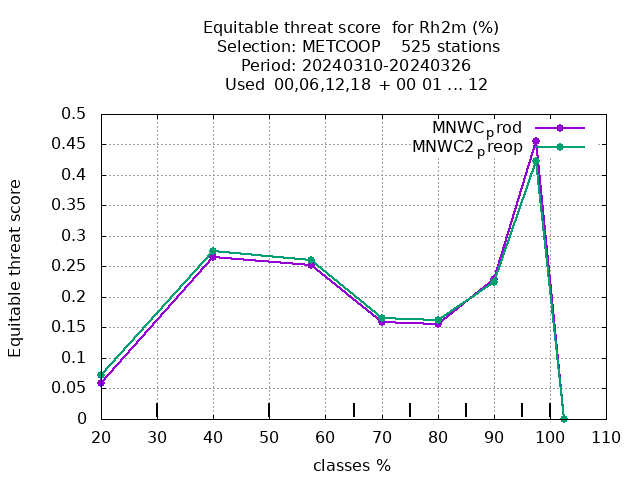 Equitable threat score  for Rh2m (%)
Selection: METCOOP    525 stations
Period: 20240310-20240326
Used  00,06,12,18  + 00 01 ... 12
MNWCprod
MNWC2preop
0.5
0.45
0.4
0.35
0.3
0.25
0.2
0.15
0.1
0.05
0
20 30 40 50 60 70 80 90 100 110
Equitable threat score
classes %